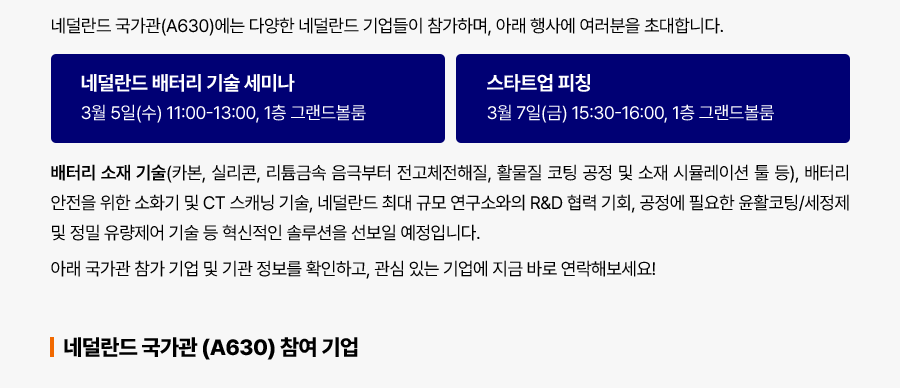 네덜란드 국가관(A630)에는 다양한 네덜란드 기업들이 참가하며, 아래 행사에 여러분을 초대합니다.
네덜란드 배터리 기술 세미나
3월 5일(수) 11:00-13:00, 1층 그랜드볼룸
스타트업 피칭
3월 7일(금) 15:30-16:00, 1층 그랜드볼룸
배터리 소재 기술(카본, 실리콘, 리튬금속 음극부터 전고체전해질, 활물질 코팅 공정 및 소재 시뮬레이션 툴 등), 배터리
안전을 위한 소화기 및 CT 스캐닝 기술, 네덜란드 최대 규모 연구소와의 R&D 협력 기회, 공정에 필요한 윤활코팅/세정제
및 정밀 유량제어 기술 등 혁신적인 솔루션을 선보일 예정입니다.
아래 국가관 참가 기업 및 기관 정보를 확인하고, 관심 있는 기업에 지금 바로 연락해보세요!
네덜란드 국가관 (A630) 참여 기업